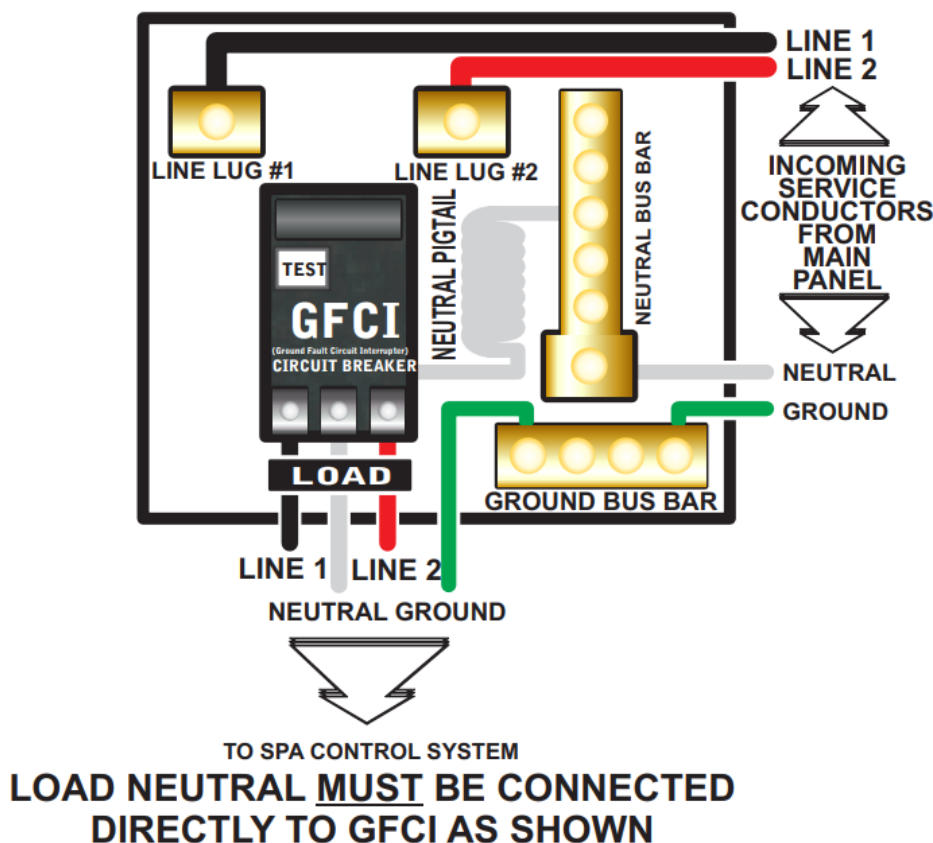 LINE 1
LINE 2
LINE LUG #1
LINE LUG #2
INCOMING
SERVICE
CONDUCTORS
FROM
MAIN
PANEL
NEUTRAL PIGTAIL
NEUTRAL BUS BAR
TEST
GFCI
(Ground Fault Circuit Interrupter)
CIRCUIT BREAKER
NEUTRAL
GROUND
LOAD
GROUND BUS BAR
LINE 1 LINE 2
NEUTRAL GROUND
TO SPA CONTROL SYSTEM
LOAD NEUTRAL MUST BE CONNECTED
DIRECTLY TO GFCI AS SHOWN